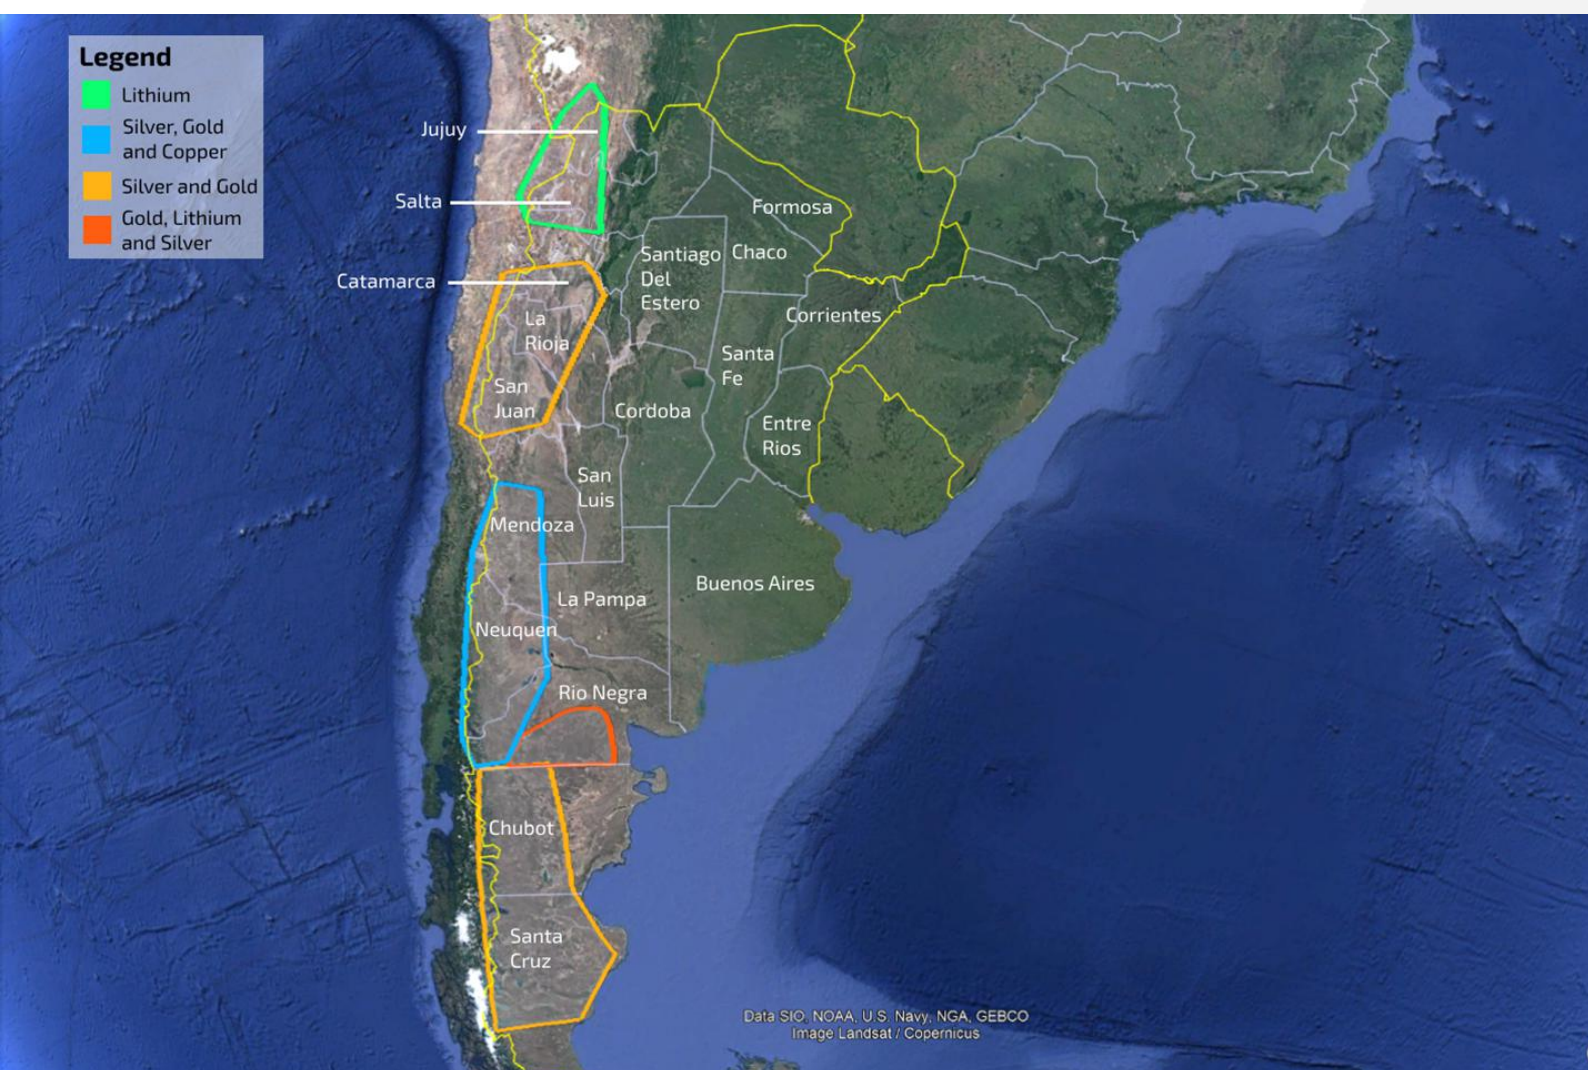 Legend
Lithium
Silver, Gold
and Copper
Silver and Gold
Gold, Lithium
and Silver
Jujuy
Salta
Catamarca
Formosa
Santiago
Del
Estero
Chaco
La
Rioja
Corrientes
Santa
Fe
San
Juan
Cordoba
Entre
Rios
San
Luis
Mendoza
Buenos Aires
La Pampa
Neuquen
Rio Negra
Chubot
Santa
Cruz
Data SIO, NOAA, U.S. Navy, NGA, GEBCO
Image Landsat / Copernicus